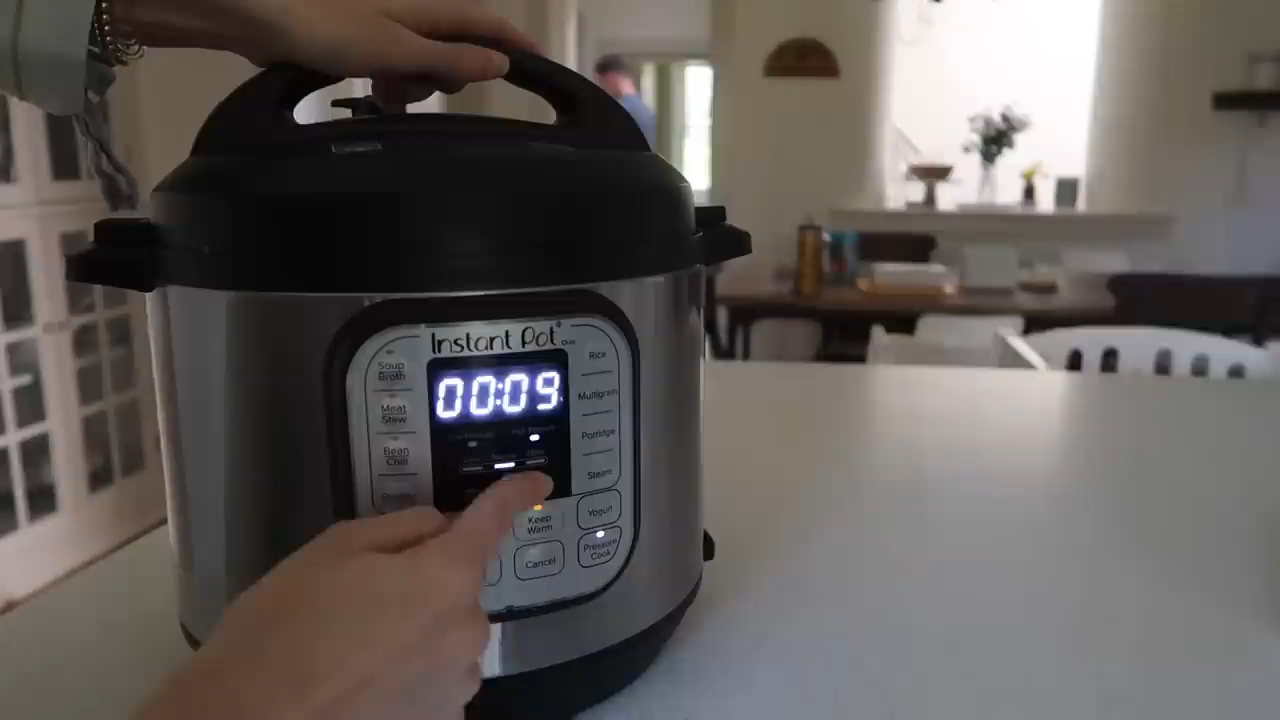 Instant Pot® Duo
Soup
Broth
Meat
Stew
Bean
Chili
00:09
Rice
Multigrain
Porridge
Steam
Keep
Warm
Yogurt
Cancel
Pressure
Cook